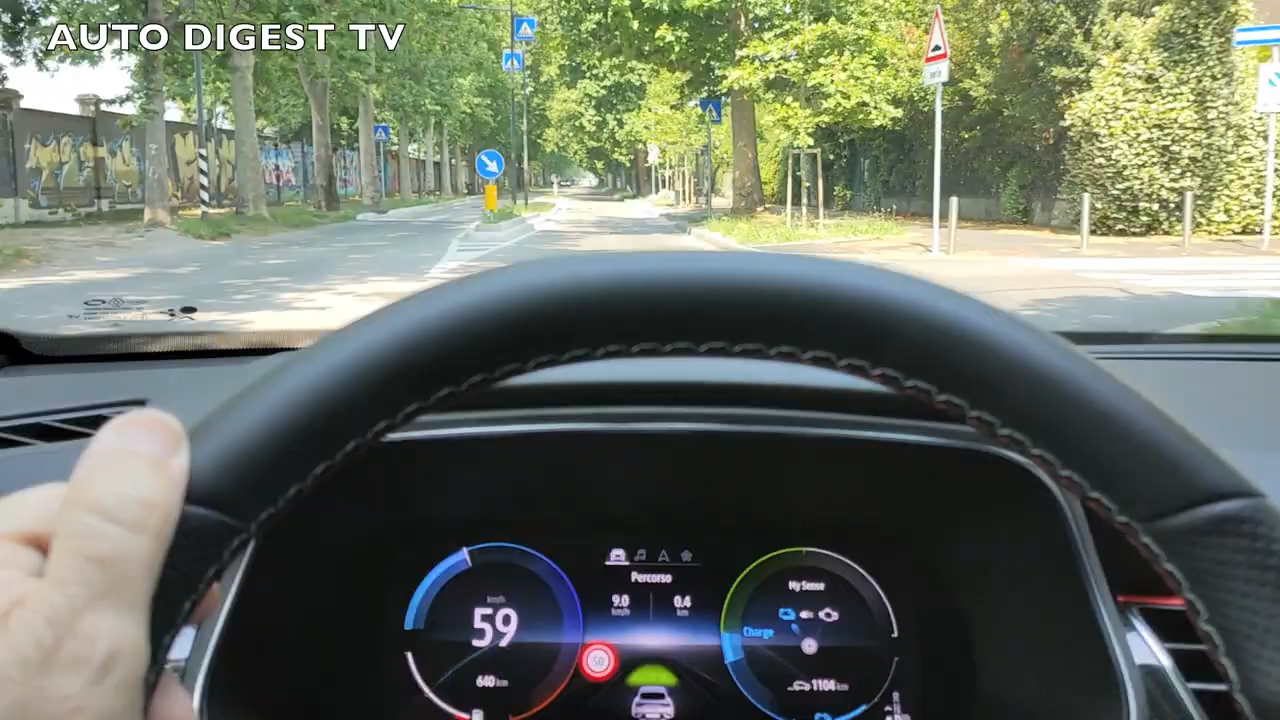 AUTO DIGEST TV
Percorso
My Sense
km/h
59
9.0
km/h
0.4
km
Charge
50
640 km
1104 km